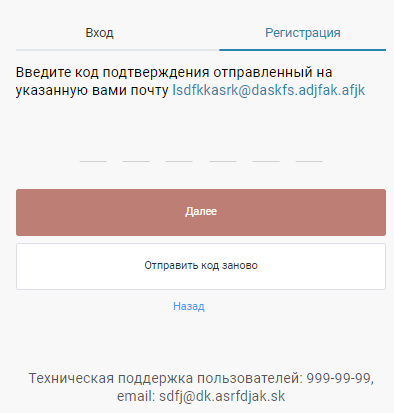 Вход
Регистрация
Введите код подтверждения отправленный на
указанную вами почту lsdfkkasrk@daskfs.adjfak.afjk
Далее
Отправить код заново
Назад
Техническая поддержка пользователей: 999-99-99,
email: sdfj@dk.asrfdjak.sk